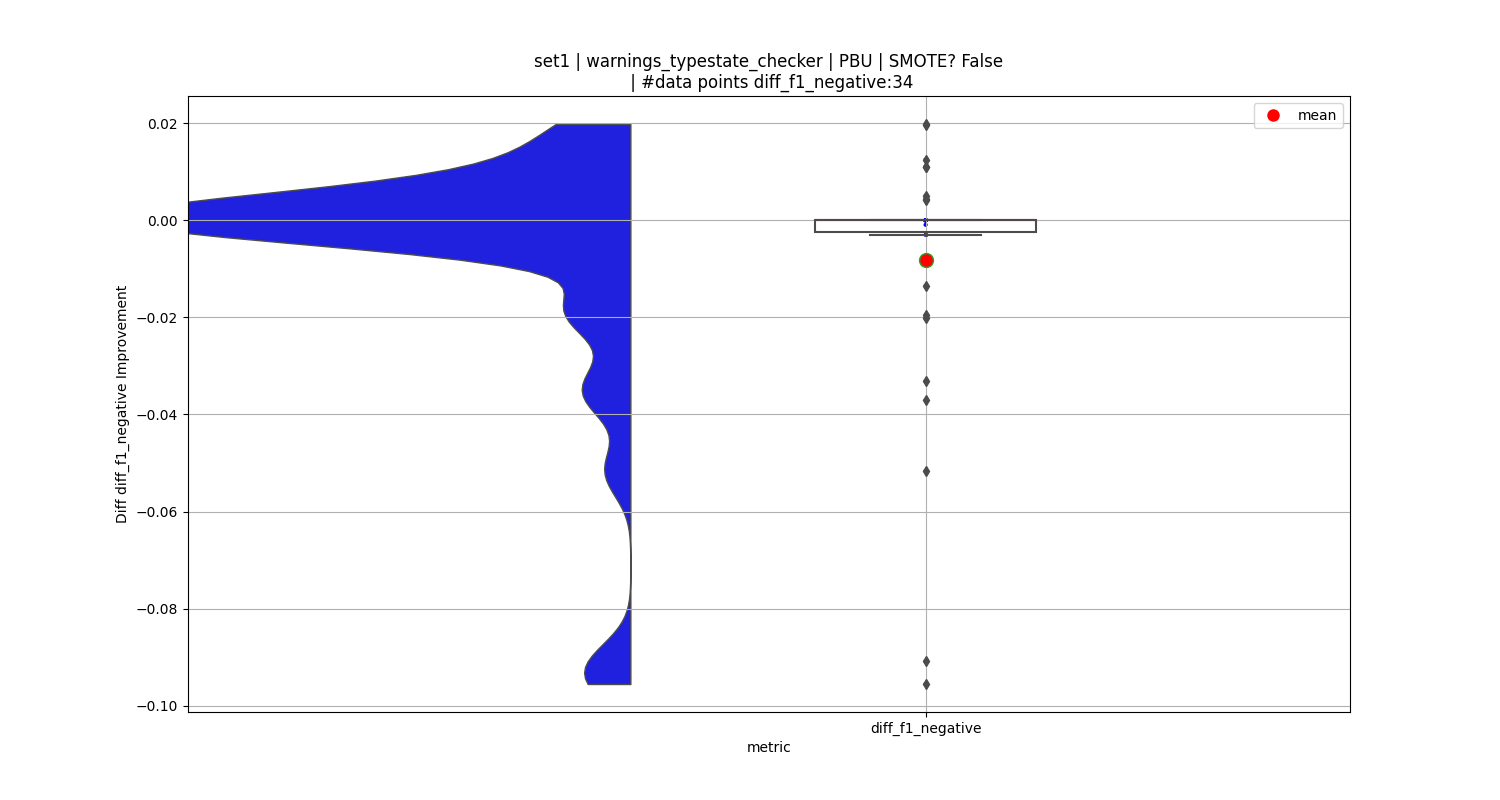 set1 | warnings_typestate_checker | PBU | SMOTE? False
| #data points diff_f1_negative:34
mean
0.02
0.00
−0.02
−0.04
−0.06
−0.08
−0.10
Diff diff_f1_negative Improvement
diff_f1_negative
metric